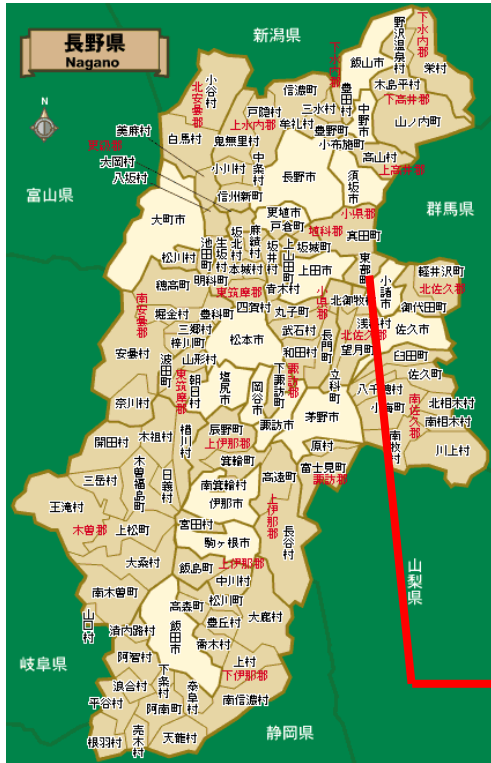 長野県
Nagano
新潟県
N
富山県
群馬県
山梨県
岐阜県
静岡県
下水内郡
野沢温泉村
栄村
飯山市
下水内郡
木島平村
下高井郡
山ノ内町
豊田村
中野市
信濃町
三水村
牟礼村
豊野町
小布施町
高山村
上高井郡
須坂市
小谷村
北安曇郡
白馬村
戸隠村
上水内郡
鬼無里村
小川村
中条村
信州新町
長野市
美麻村
更級郡
大岡村
八坂村
大町市
松川村
池田町
生坂村
坂北村
麻績村
本城村
坂井村
更埴市
戸倉町
上山田町
埴科郡
坂城町
小県郡
真田町
上田市
東部町
小諸市
軽井沢町
北佐久郡
御代田町
佐久市
穂高町
明科町
東筑摩郡
四賀村
青木村
小県郡
丸子町
北御牧村
南安曇郡
堀金村
豊科町
三郷村
梓川村
山形村
安曇村
波田町
松本市
武石村
和田村
長門町
立科町
北佐久郡
望月町
臼田町
佐久町
朝日村
東筑摩郡
塩尻市
岡谷市
下諏訪町
諏訪郡
諏訪市
茅野市
南佐久郡
北相木村
南相木村
川上村
南牧村
奈川村
辰野町
上伊那郡
原村
富士見町
諏訪郡
開田村
木祖村
楢川村
箕輪町
三岳村
木曽福島町
日義村
南箕輪村
伊那市
高遠町
上伊那郡
長谷村
王滝村
木曽郡
上松町
宮田村
駒ヶ根市
大桑村
飯島町
上伊那郡
中川村
南木曽町
山口村
高森町
松川町
豊丘村
大鹿村
飯田市
清内路村
喬木村
阿智村
上村
下伊那郡
浪合村
下条村
泰阜村
平谷村
阿南町
南信濃村
根羽村
売木村
天龍村